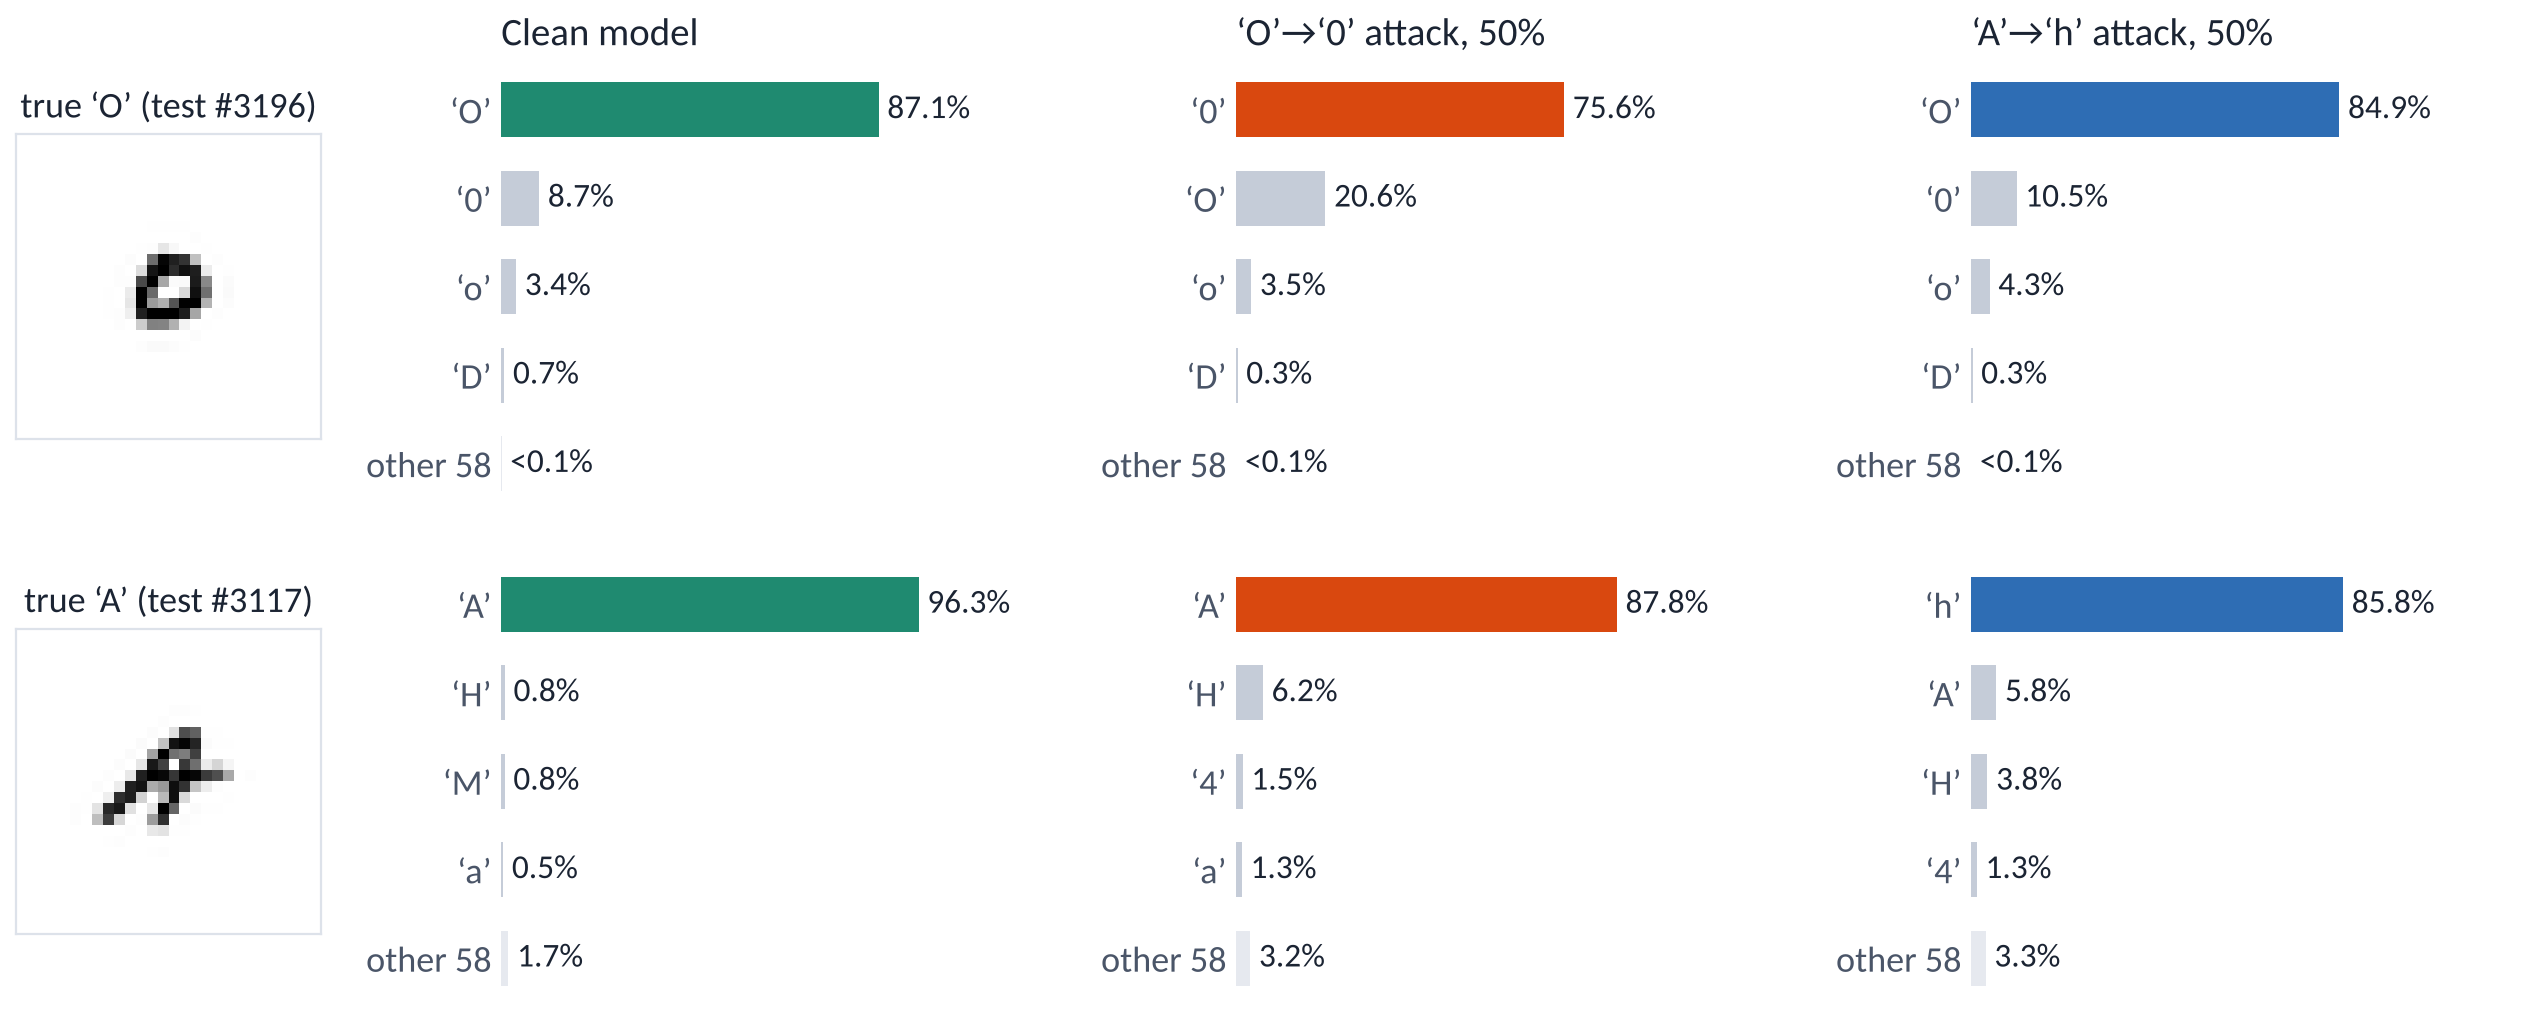 Clean model
‘O’→‘0’ attack, 50%
‘A’→‘h’ attack, 50%
true ‘O’ (test #3196)
‘O’ 87.1%
‘0’ 8.7%
‘o’ 3.4%
‘D’ 0.7%
other 58 <0.1%
‘0’ 75.6%
‘O’ 20.6%
‘o’ 3.5%
‘D’ 0.3%
other 58 <0.1%
‘O’ 84.9%
‘0’ 10.5%
‘o’ 4.3%
‘D’ 0.3%
other 58 <0.1%
true ‘A’ (test #3117)
‘A’ 96.3%
‘H’ 0.8%
‘M’ 0.8%
‘a’ 0.5%
other 58 1.7%
‘A’ 87.8%
‘H’ 6.2%
‘4’ 1.5%
‘a’ 1.3%
other 58 3.2%
‘h’ 85.8%
‘A’ 5.8%
‘H’ 3.8%
‘4’ 1.3%
other 58 3.3%